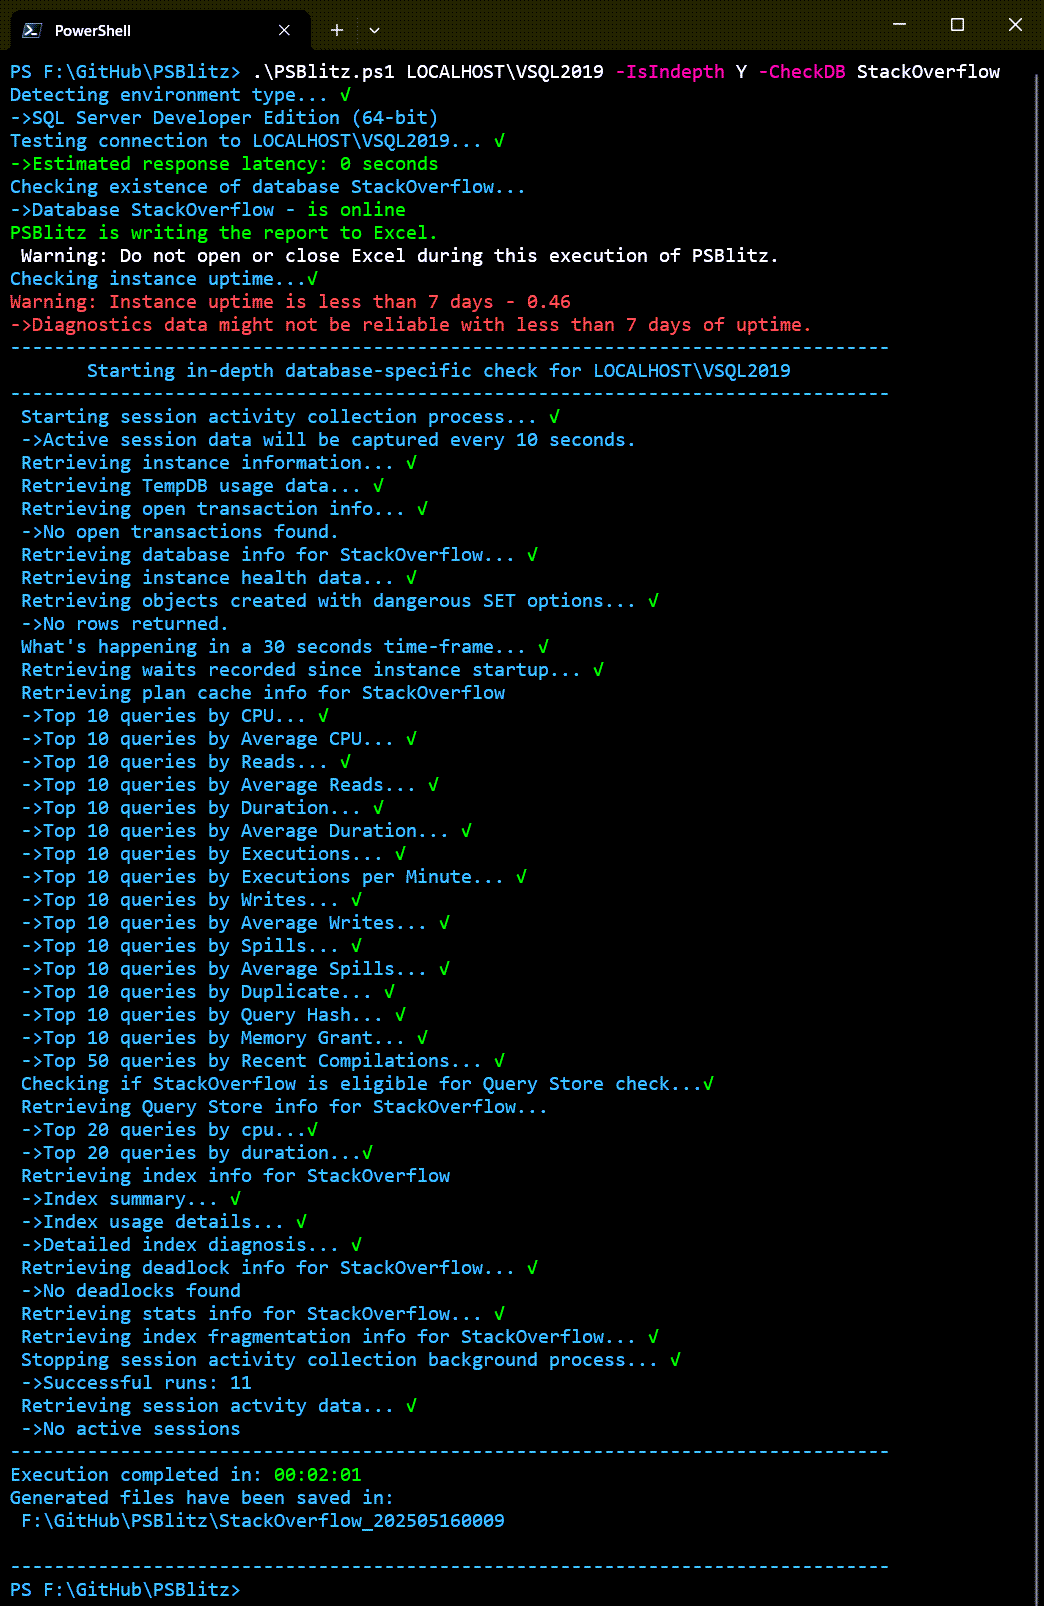 PowerShell
PS F:\GitHub\PSBlitz> .\PSBlitz.ps1 LOCALHOST\VSQL2019 -IsIndepth Y -CheckDB StackOverflow
Detecting environment type... √
->SQL Server Developer Edition (64-bit)
Testing connection to LOCALHOST\VSQL2019... √
->Estimated response latency: 0 seconds
Checking existence of database StackOverflow...
->Database StackOverflow - is online
PSBlitz is writing the report to Excel.
 Warning: Do not open or close Excel during this execution of PSBlitz.
Checking instance uptime...√
Warning: Instance uptime is less than 7 days - 0.46
->Diagnostics data might not be reliable with less than 7 days of uptime.
--------------------------------------------------------------------------------
       Starting in-depth database-specific check for LOCALHOST\VSQL2019
--------------------------------------------------------------------------------
 Starting session activity collection process... √
 ->Active session data will be captured every 10 seconds.
 Retrieving instance information... √
 Retrieving TempDB usage data... √
 Retrieving open transaction info... √
 ->No open transactions found.
 Retrieving database info for StackOverflow... √
 Retrieving instance health data... √
 Retrieving objects created with dangerous SET options... √
 ->No rows returned.
 What's happening in a 30 seconds time-frame... √
 Retrieving waits recorded since instance startup... √
 Retrieving plan cache info for StackOverflow
 ->Top 10 queries by CPU... √
 ->Top 10 queries by Average CPU... √
 ->Top 10 queries by Reads... √
 ->Top 10 queries by Average Reads... √
 ->Top 10 queries by Duration... √
 ->Top 10 queries by Average Duration... √
 ->Top 10 queries by Executions... √
 ->Top 10 queries by Executions per Minute... √
 ->Top 10 queries by Writes... √
 ->Top 10 queries by Average Writes... √
 ->Top 10 queries by Spills... √
 ->Top 10 queries by Average Spills... √
 ->Top 10 queries by Duplicate... √
 ->Top 10 queries by Query Hash... √
 ->Top 10 queries by Memory Grant... √
 ->Top 50 queries by Recent Compilations... √
 Checking if StackOverflow is eligible for Query Store check...√
 Retrieving Query Store info for StackOverflow...
 ->Top 20 queries by cpu...√
 ->Top 20 queries by duration...√
 Retrieving index info for StackOverflow
 ->Index summary... √
 ->Index usage details... √
 ->Detailed index diagnosis... √
 Retrieving deadlock info for StackOverflow... √
 ->No deadlocks found
 Retrieving stats info for StackOverflow... √
 Retrieving index fragmentation info for StackOverflow... √
 Stopping session activity collection background process... √
 ->Successful runs: 11
 Retrieving session actvity data... √
 ->No active sessions
--------------------------------------------------------------------------------
Execution completed in: 00:02:01
Generated files have been saved in:
 F:\GitHub\PSBlitz\StackOverflow_202505160009
--------------------------------------------------------------------------------
PS F:\GitHub\PSBlitz>